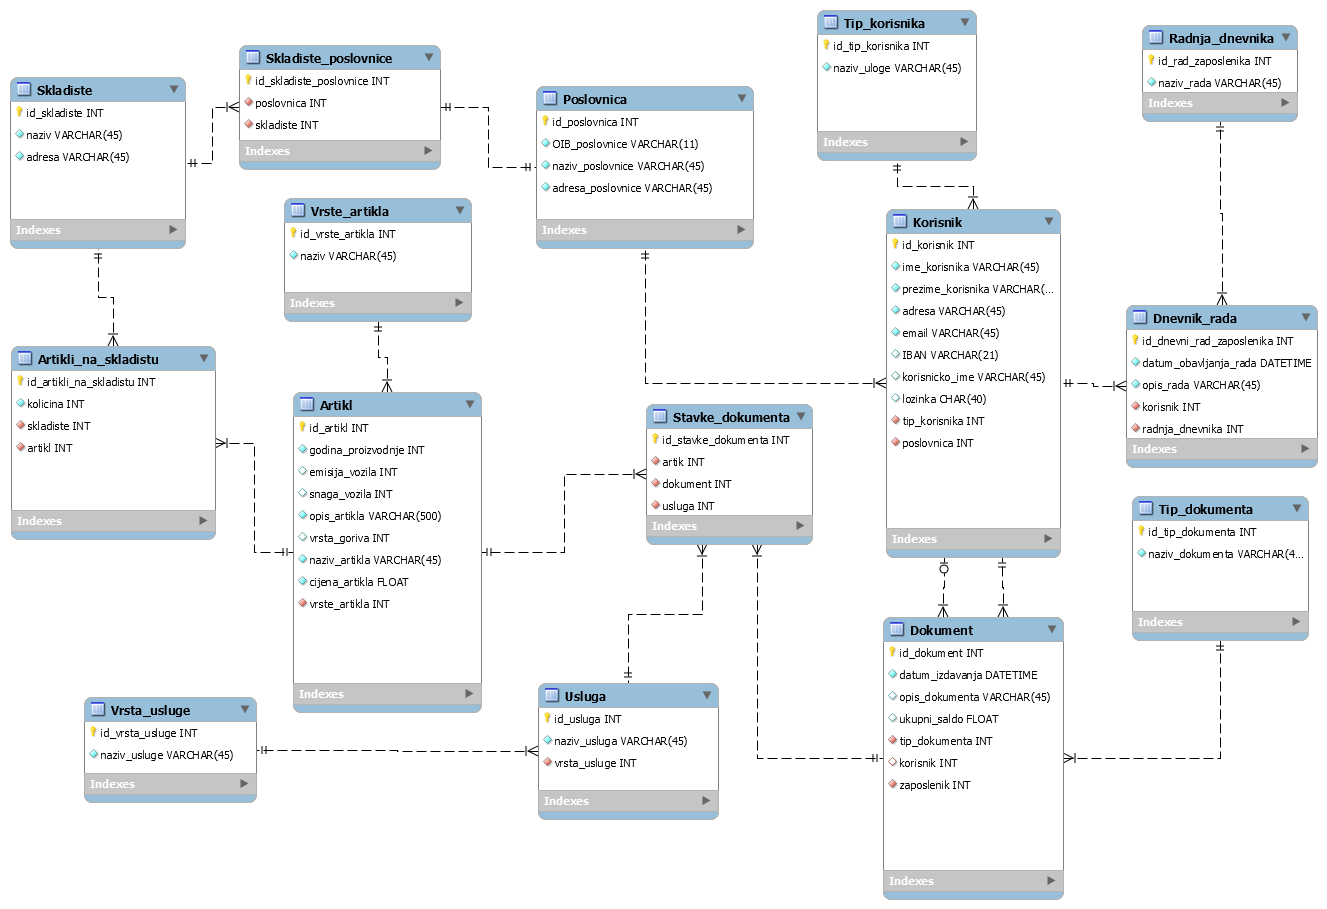 Skladiste
id_skladiste INT
naziv VARCHAR(45)
adresa VARCHAR(45)
Indexes
Skladiste_poslovnice
id_skladiste_poslovnice INT
poslovnica INT
skladiste INT
Indexes
Poslovnica
id_poslovnica INT
OIB_poslovnice VARCHAR(11)
naziv_poslovnice VARCHAR(45)
adresa_poslovnice VARCHAR(45)
Indexes
Tip_korisnika
id_tip_korisnika INT
naziv_uloge VARCHAR(45)
Indexes
Radnja_dnevnika
id_rad_zaposlenika INT
naziv_rada VARCHAR(45)
Indexes
Vrste_artikla
id_vrste_artikla INT
naziv VARCHAR(45)
Indexes
Korisnik
id_korisnik INT
ime_korisnika VARCHAR(45)
prezime_korisnika VARCHAR(...
adresa VARCHAR(45)
email VARCHAR(45)
IBAN VARCHAR(21)
korisnicko_ime VARCHAR(45)
lozinka CHAR(40)
tip_korisnika INT
poslovnica INT
Indexes
Dnevnik_rada
id_dnevni_rad_zaposlenika INT
datum_obavljanja_rada DATETIME
opis_rada VARCHAR(45)
korisnik INT
radnja_dnevnika INT
Indexes
Artikli_na_skladistu
id_artikli_na_skladistu INT
kolicina INT
skladiste INT
artikl INT
Indexes
Artikl
id_artikl INT
godina_proizvodnje INT
emisija_vozila INT
snaga_vozila INT
opis_artikla VARCHAR(500)
vrsta_goriva INT
naziv_artikla VARCHAR(45)
cijena_artikla FLOAT
vrste_artikla INT
Indexes
Stavke_dokumenta
id_stavke_dokumenta INT
artik INT
dokument INT
usluga INT
Indexes
Tip_dokumenta
id_tip_dokumenta INT
naziv_dokumenta VARCHAR(4...
Indexes
Dokument
id_dokument INT
datum_izdavanja DATETIME
opis_dokumenta VARCHAR(45)
ukupni_saldo FLOAT
tip_dokumenta INT
korisnik INT
zaposlenik INT
Indexes
Vrsta_usluge
id_vrsta_usluge INT
naziv_usluge VARCHAR(45)
Indexes
Usluga
id_usluga INT
naziv_usluga VARCHAR(45)
vrsta_usluge INT
Indexes